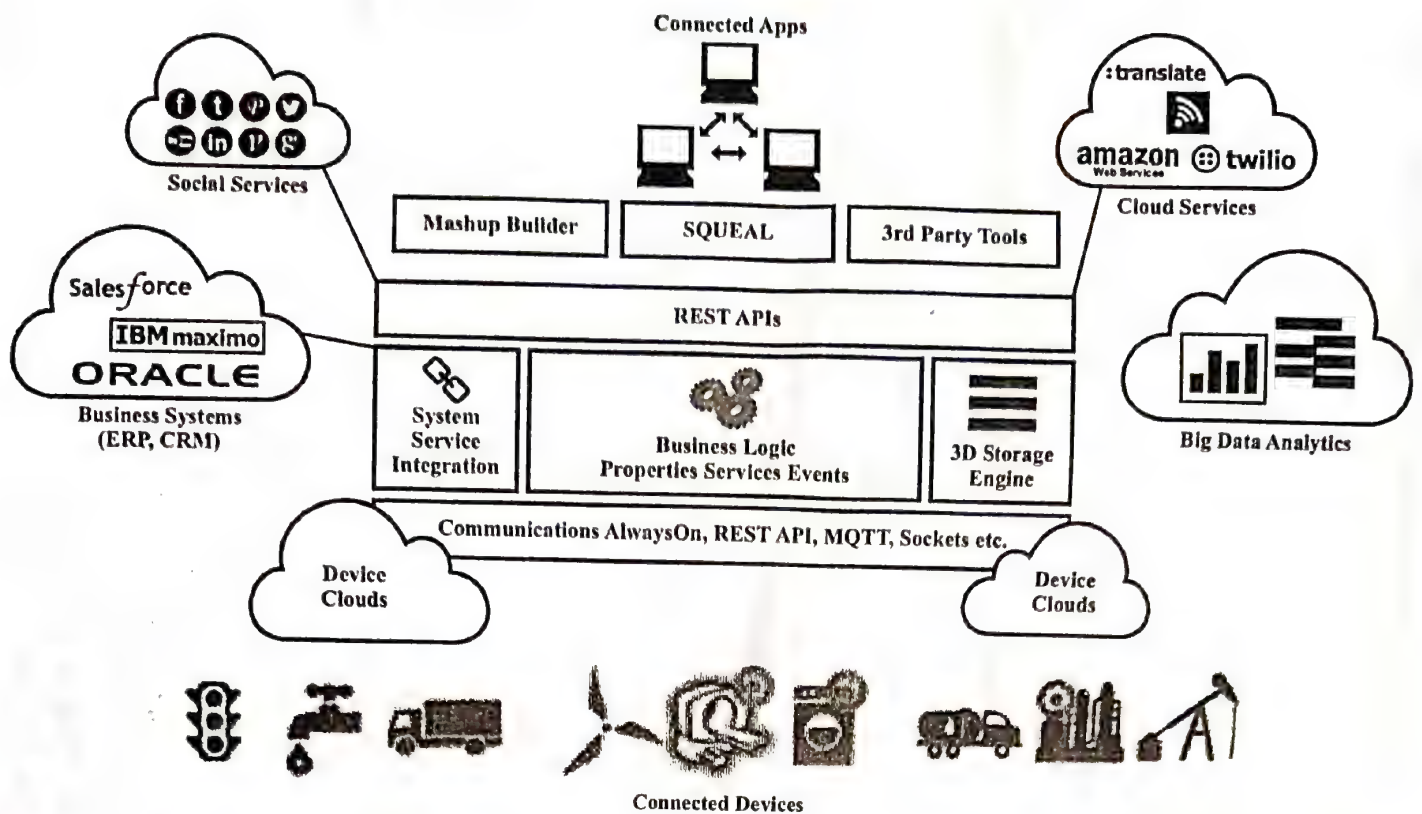 Connected Apps
:translate
amazon
Web Services
twilio
Cloud Services
f t P
in P g
Social Services
Mashup Builder
SQUEAL
3rd Party Tools
Salesforce
IBM maximo
ORACLE
Business Systems
(ERP, CRM)
REST APIs
System
Service
Integration
Business Logic
Properties Services Events
3D Storage
Engine
Big Data Analytics
Communications AlwaysOn, REST API, MQTT, Sockets etc.
Device
Clouds
Device
Clouds
Connected Devices